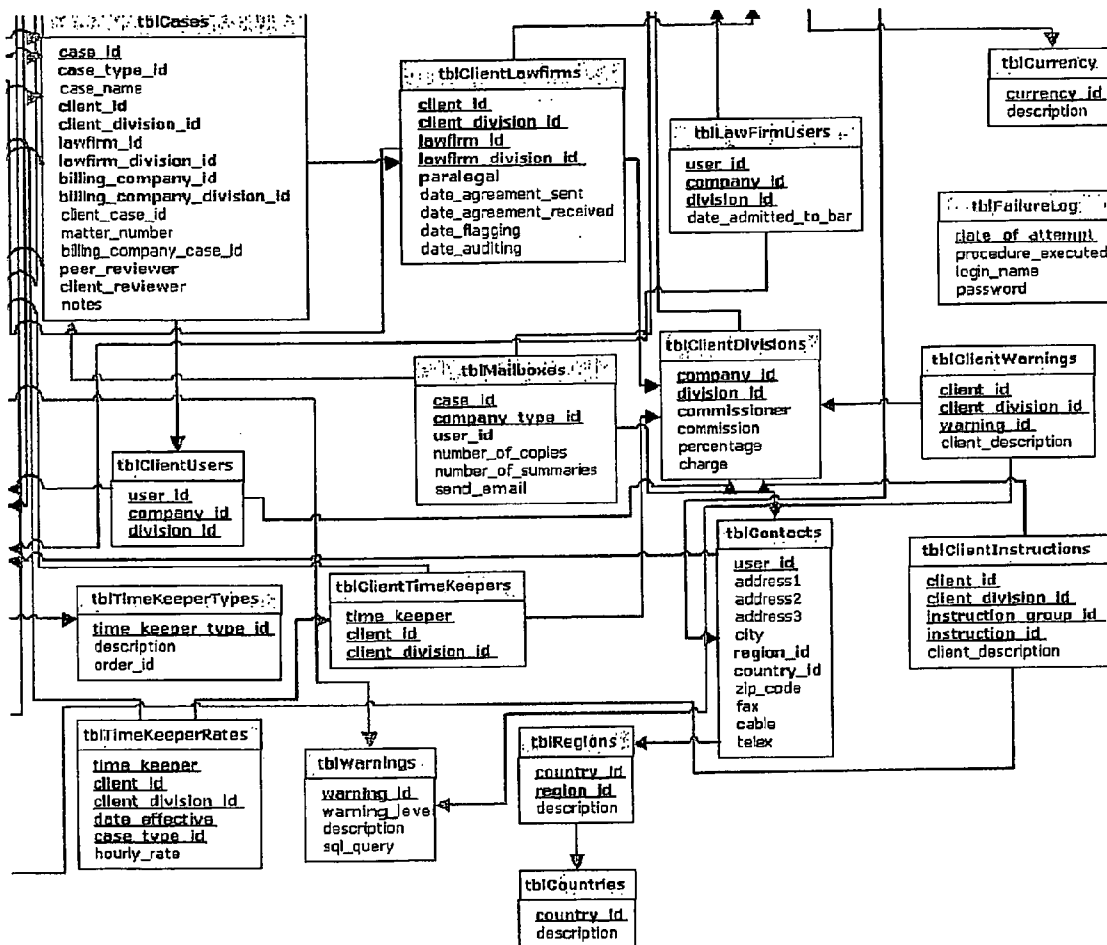 tblCases
case_id
case_type_id
case_name
client_id
client_division_id
lawfirm_id
lawfirm_division_id
billing_company_id
billing_company_division_id
client_case_id
matter_number
billing_company_case_id
peer_reviewer
client_reviewer
notes
tblClientLawfirms
client_id
client_division_id
lawfirm_id
lawfirm_division_id
paralegal
date_agreement_sent
date_agreement_received
date_flagging
date_auditing
tblLawFirmUsers
user_id
company_id
division_id
date_admitted_to_bar
tblCurrency
currency_id
description
tblFailureLog
date_of_attempt
procedure_executed
login_name
password
tblMailboxes
case_id
company_type_id
user_id
number_of_copies
number_of_summaries
send_email
tblClientDivisions
company_id
division_id
commissioner
commission
percentage
charge
tblClientWarnings
client_id
client_division_id
warning_id
client_description
tblClientUsers
user_id
company_id
division_id
tblContacts
user_id
address1
address2
address3
city
region_id
country_id
zip_code
fax
cable
telex
tblClientInstructions
client_id
client_division_id
instruction_group_id
instruction_id
client_description
tblTimeKeeperTypes
time_keeper_type_id
description
order_id
tblClientTimeKeepers
time_keeper
client_id
client_division_id
tblTimeKeeperRates
time_keeper
client_id
client_division_id
date_effective
case_type_id
hourly_rate
tblWarnings
warning_id
warning_level
description
sql_query
tblRegions
country_id
region_id
description
tblCountries
country_id
description